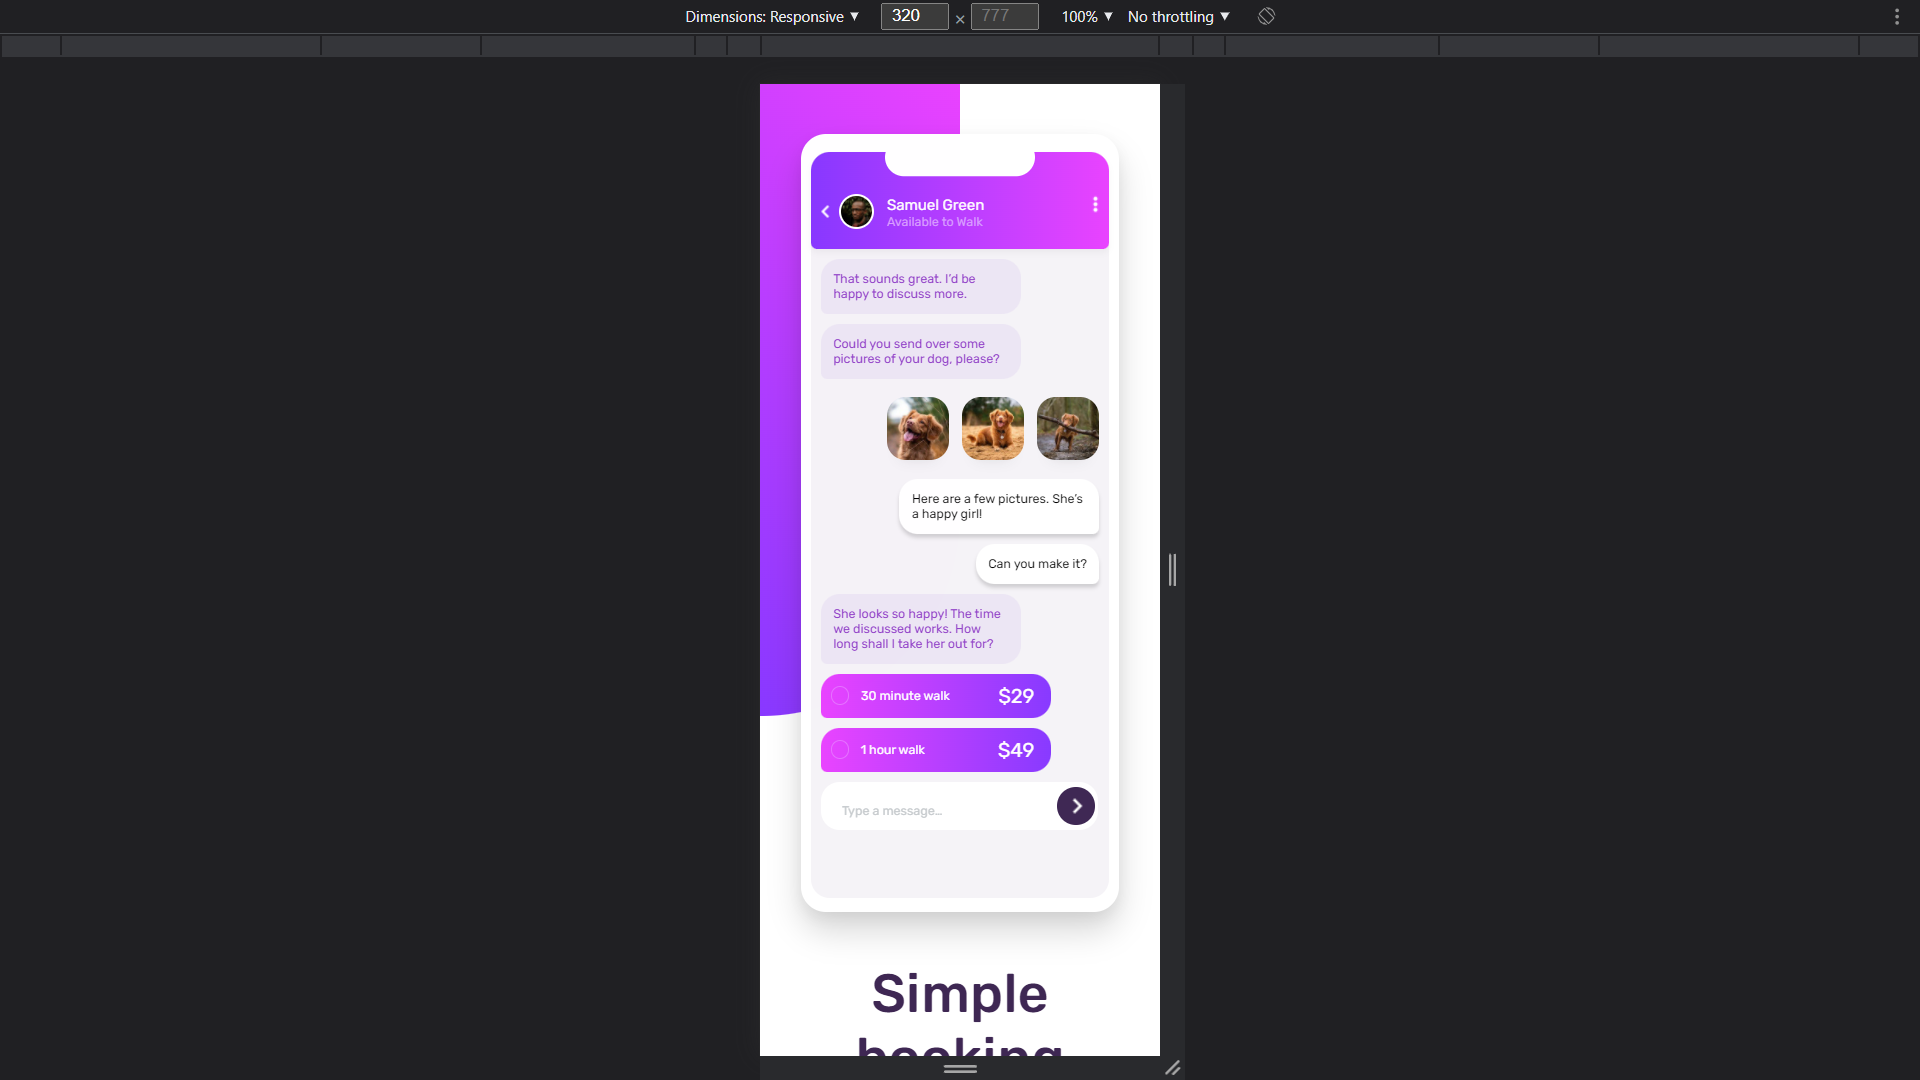 Dimensions: Responsive ▼ 320 × 777 100% ▼ No throttling ▼
Samuel Green
Available to Walk
That sounds great. I’d be
happy to discuss more.
Could you send over some
pictures of your dog, please?
Here are a few pictures. She’s
a happy girl!
Can you make it?
She looks so happy! The time
we discussed works. How
long shall I take her out for?
30 minute walk $29
1 hour walk $49
Type a message...
Simple
booking